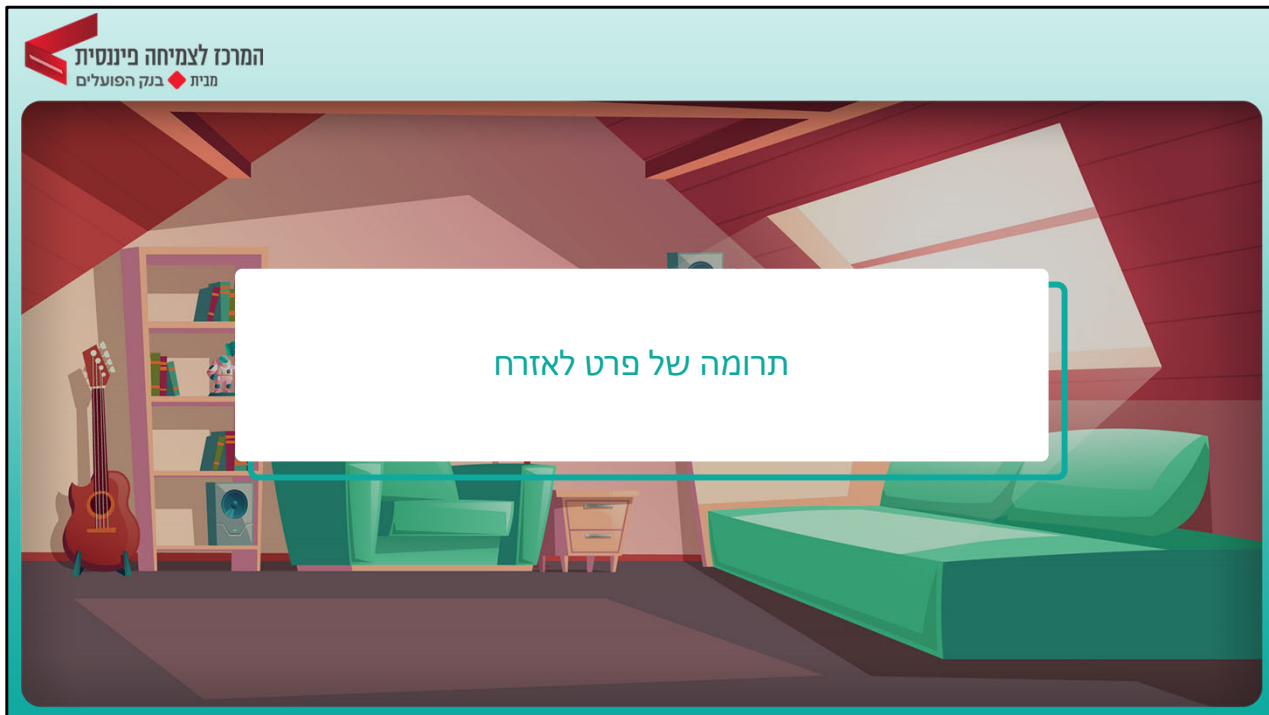 המרכז לצמיחה פיננסית
מבית בנק הפועלים
תרומה של פרט לאזרח